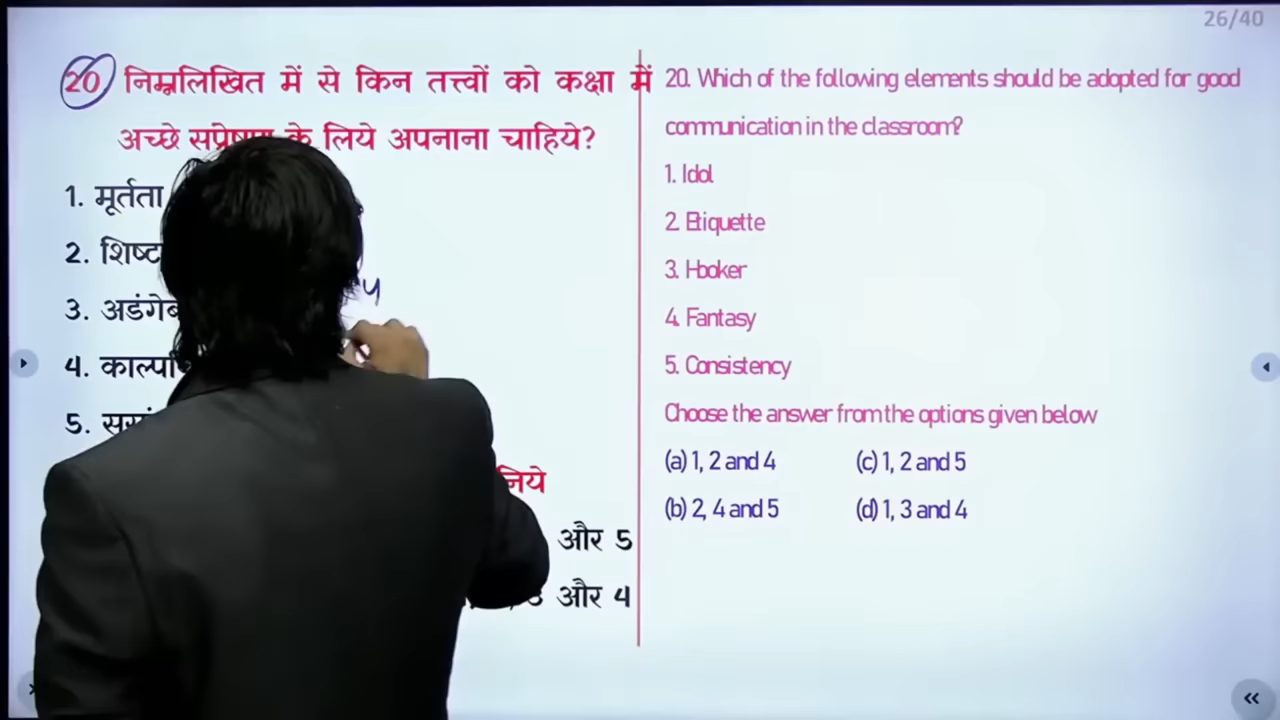 26/40
20 निम्नलिखित में से किन तत्त्वों को कक्षा में
अच्छे सप्रेषण के लिये अपनाना चाहिये?
1. मूर्तता
2.
3.
4.
5.
और 5
और 4
20. Which of the following elements should be adopted for good
communication in the classroom?
1. Idol
2. Etiquette
3. Hooker
4. Fantasy
5. Consistency
Choose the answer from the options given below
(a) 1, 2 and 4 (c) 1, 2 and 5
(b) 2, 4 and 5 (d) 1, 3 and 4